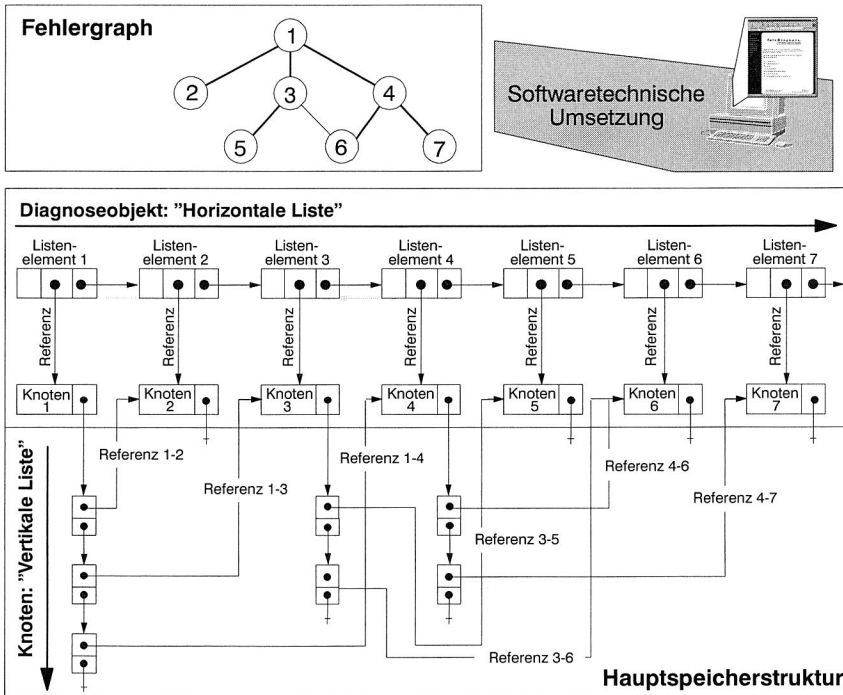 Fehlergraph
1
2
3
4
5
6
7
Softwaretechnische
Umsetzung
Diagnoseobjekt: ”Horizontale Liste”
Listen-
element 1
Listen-
element 2
Listen-
element 3
Listen-
element 4
Listen-
element 5
Listen-
element 6
Listen-
element 7
Referenz
Referenz
Referenz
Referenz
Referenz
Referenz
Referenz
Knoten
1
Knoten
2
Knoten
3
Knoten
4
Knoten
5
Knoten
6
Knoten
7
Knoten: ”Vertikale Liste”
Referenz 1-2
Referenz 1-3
Referenz 1-4
Referenz 4-6
Referenz 4-7
Referenz 3-5
Referenz 3-6
Hauptspeicherstruktur